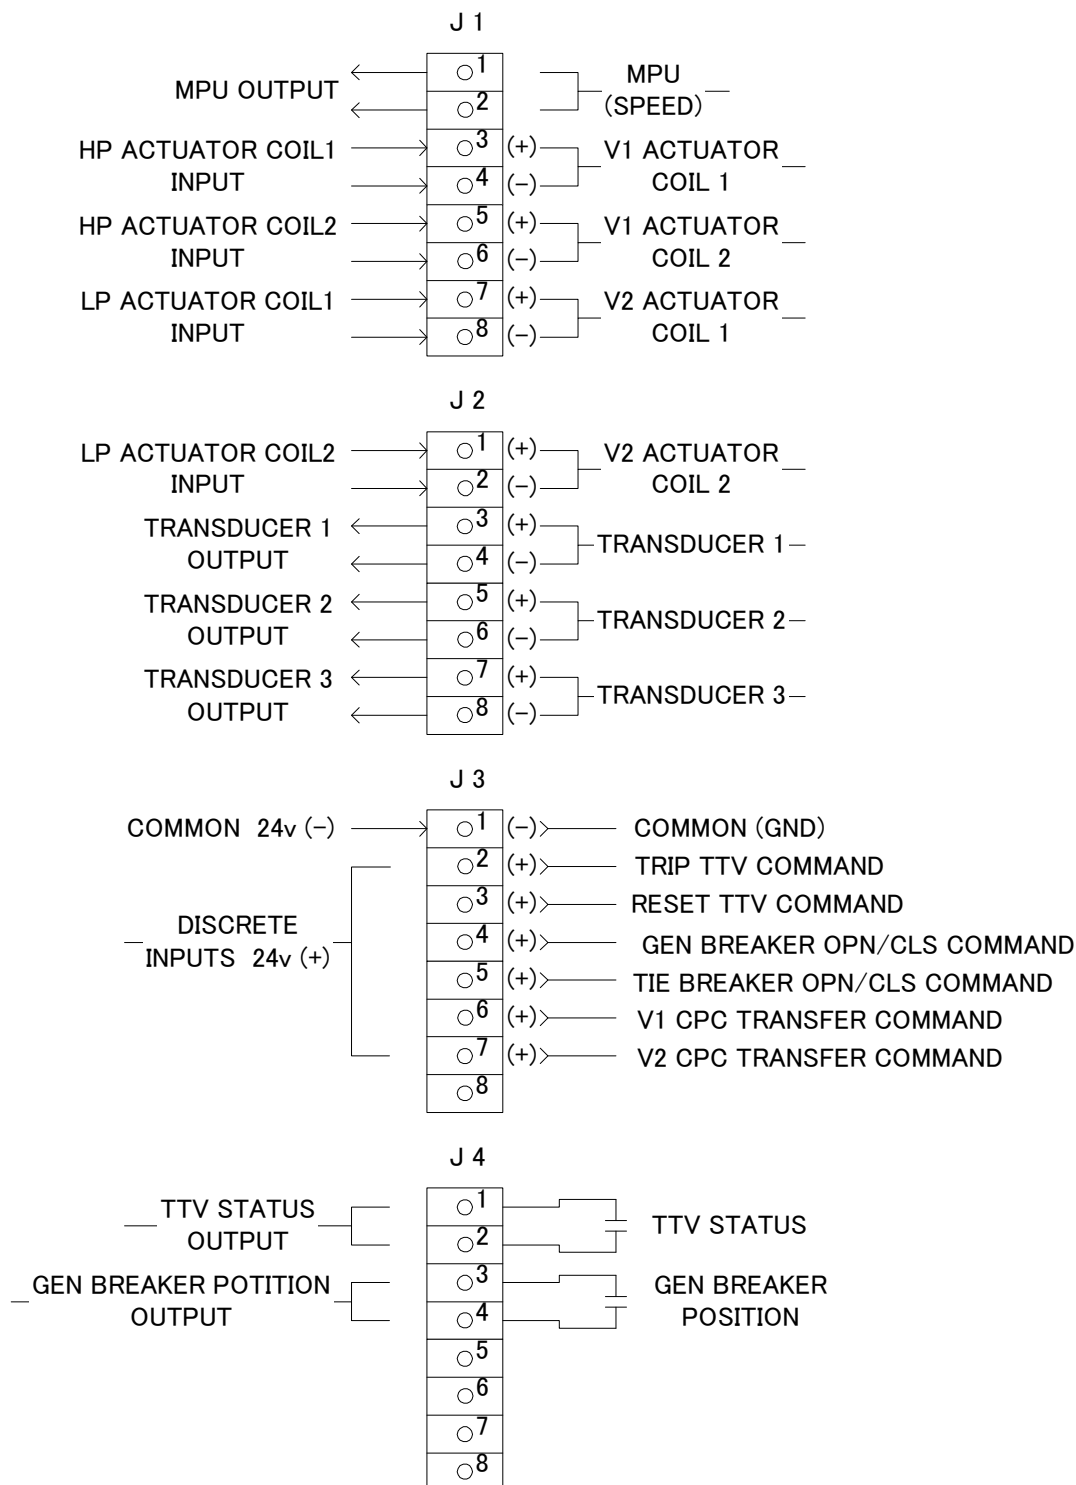 J 1
MPU OUTPUT
1
2
MPU
(SPEED)
HP ACTUATOR COIL1
INPUT
3 (+)
4 (-)
V1 ACTUATOR
COIL 1
HP ACTUATOR COIL2
INPUT
5 (+)
6 (-)
V1 ACTUATOR
COIL 2
LP ACTUATOR COIL1
INPUT
7 (+)
8 (-)
V2 ACTUATOR
COIL 1
J 2
LP ACTUATOR COIL2
INPUT
1 (+)
2 (-)
V2 ACTUATOR
COIL 2
TRANSDUCER 1
OUTPUT
3 (+)
4 (-)
TRANSDUCER 1
TRANSDUCER 2
OUTPUT
5 (+)
6 (-)
TRANSDUCER 2
TRANSDUCER 3
OUTPUT
7 (+)
8 (-)
TRANSDUCER 3
J 3
COMMON 24v (-) 1 (-) COMMON (GND)
DISCRETE
INPUTS 24v (+)
2 (+) TRIP TTV COMMAND
3 (+) RESET TTV COMMAND
4 (+) GEN BREAKER OPN/CLS COMMAND
5 (+) TIE BREAKER OPN/CLS COMMAND
6 (+) V1 CPC TRANSFER COMMAND
7 (+) V2 CPC TRANSFER COMMAND
8
J 4
TTV STATUS
OUTPUT
1
2
TTV STATUS
GEN BREAKER POTITION
OUTPUT
3
4
GEN BREAKER
POSITION
5
6
7
8